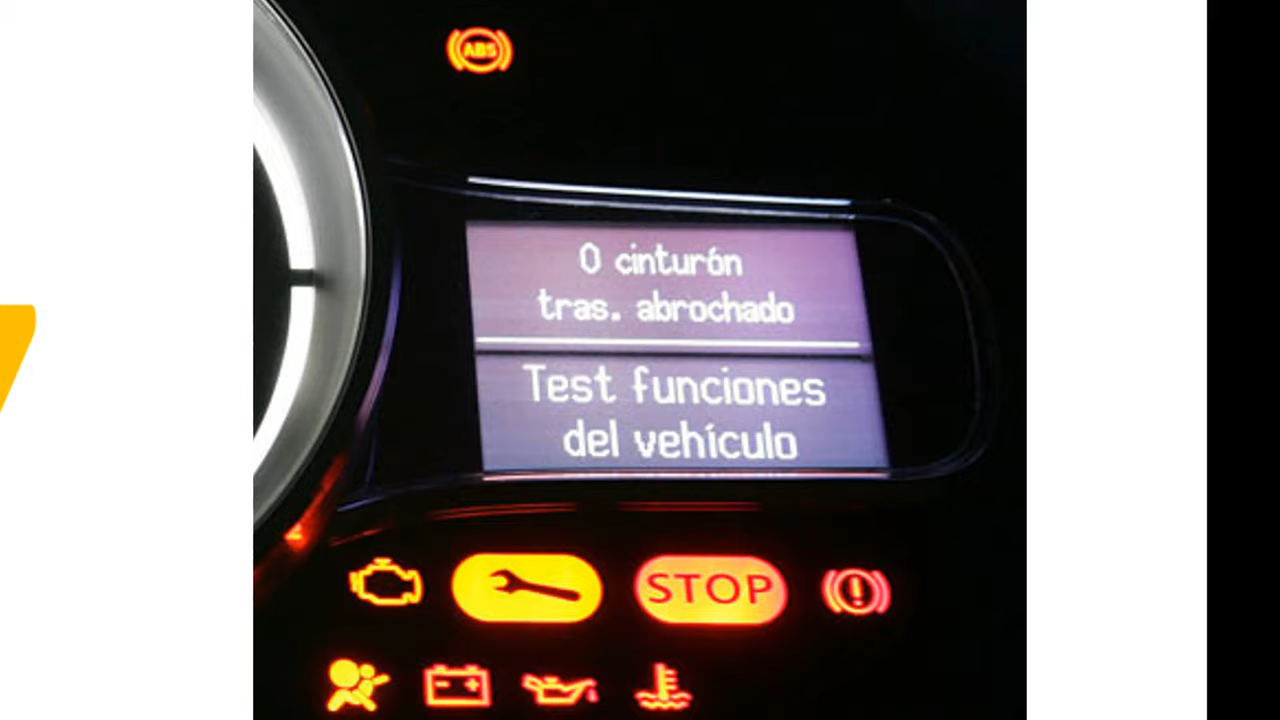 ABS
0 cinturón
tras. abrochado
Test funciones
del vehículo
STOP